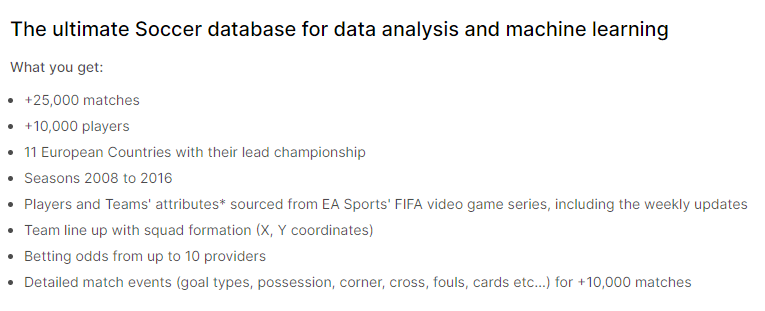 The ultimate Soccer database for data analysis and machine learning
What you get:
• +25,000 matches
• +10,000 players
• 11 European Countries with their lead championship
• Seasons 2008 to 2016
• Players and Teams' attributes* sourced from EA Sports' FIFA video game series, including the weekly updates
• Team line up with squad formation (X, Y coordinates)
• Betting odds from up to 10 providers
• Detailed match events (goal types, possession, corner, cross, fouls, cards etc...) for +10,000 matches